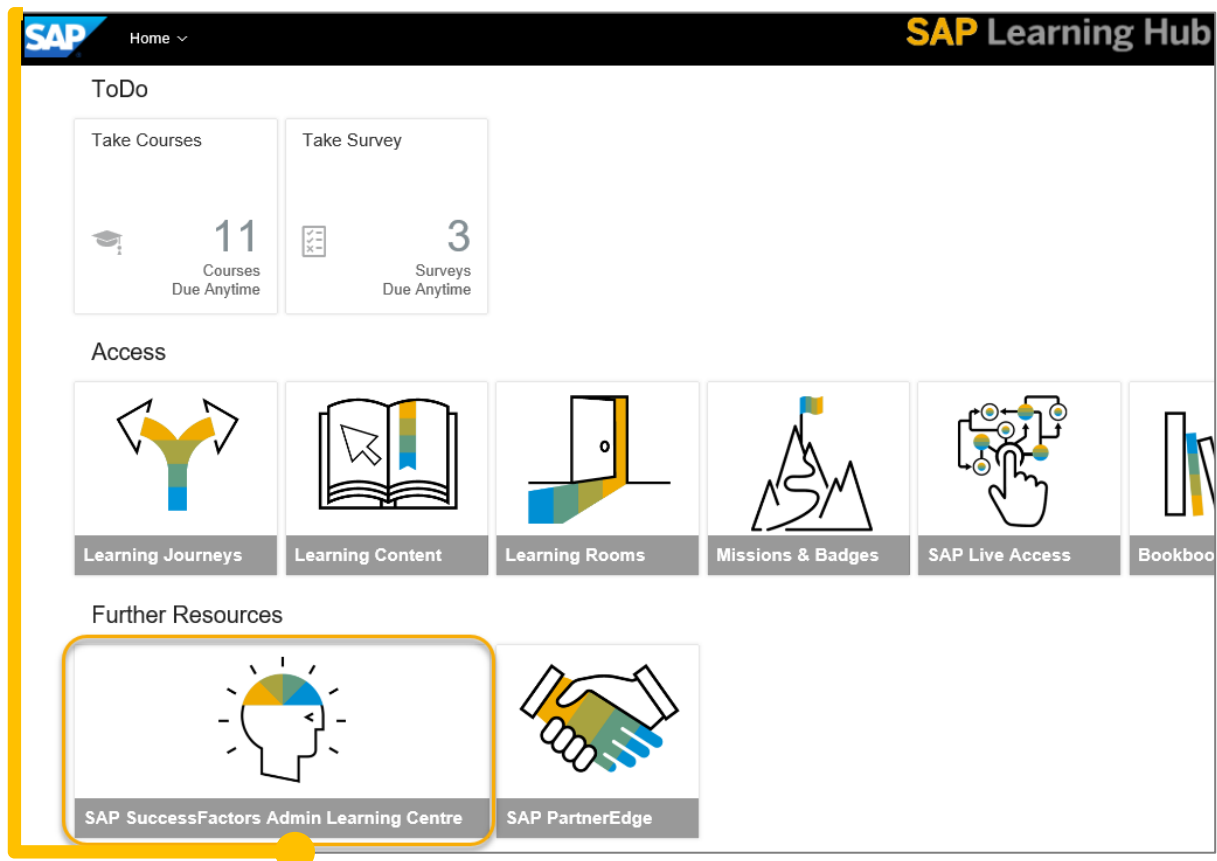 SAP
Home
SAP Learning Hub
ToDo
Take Courses
Take Survey
11
Courses
Due Anytime
3
Surveys
Due Anytime
Access
Learning Journeys
Learning Content
Learning Rooms
Missions & Badges
SAP Live Access
Bookboo
Further Resources
SAP SuccessFactors Admin Learning Centre
SAP PartnerEdge